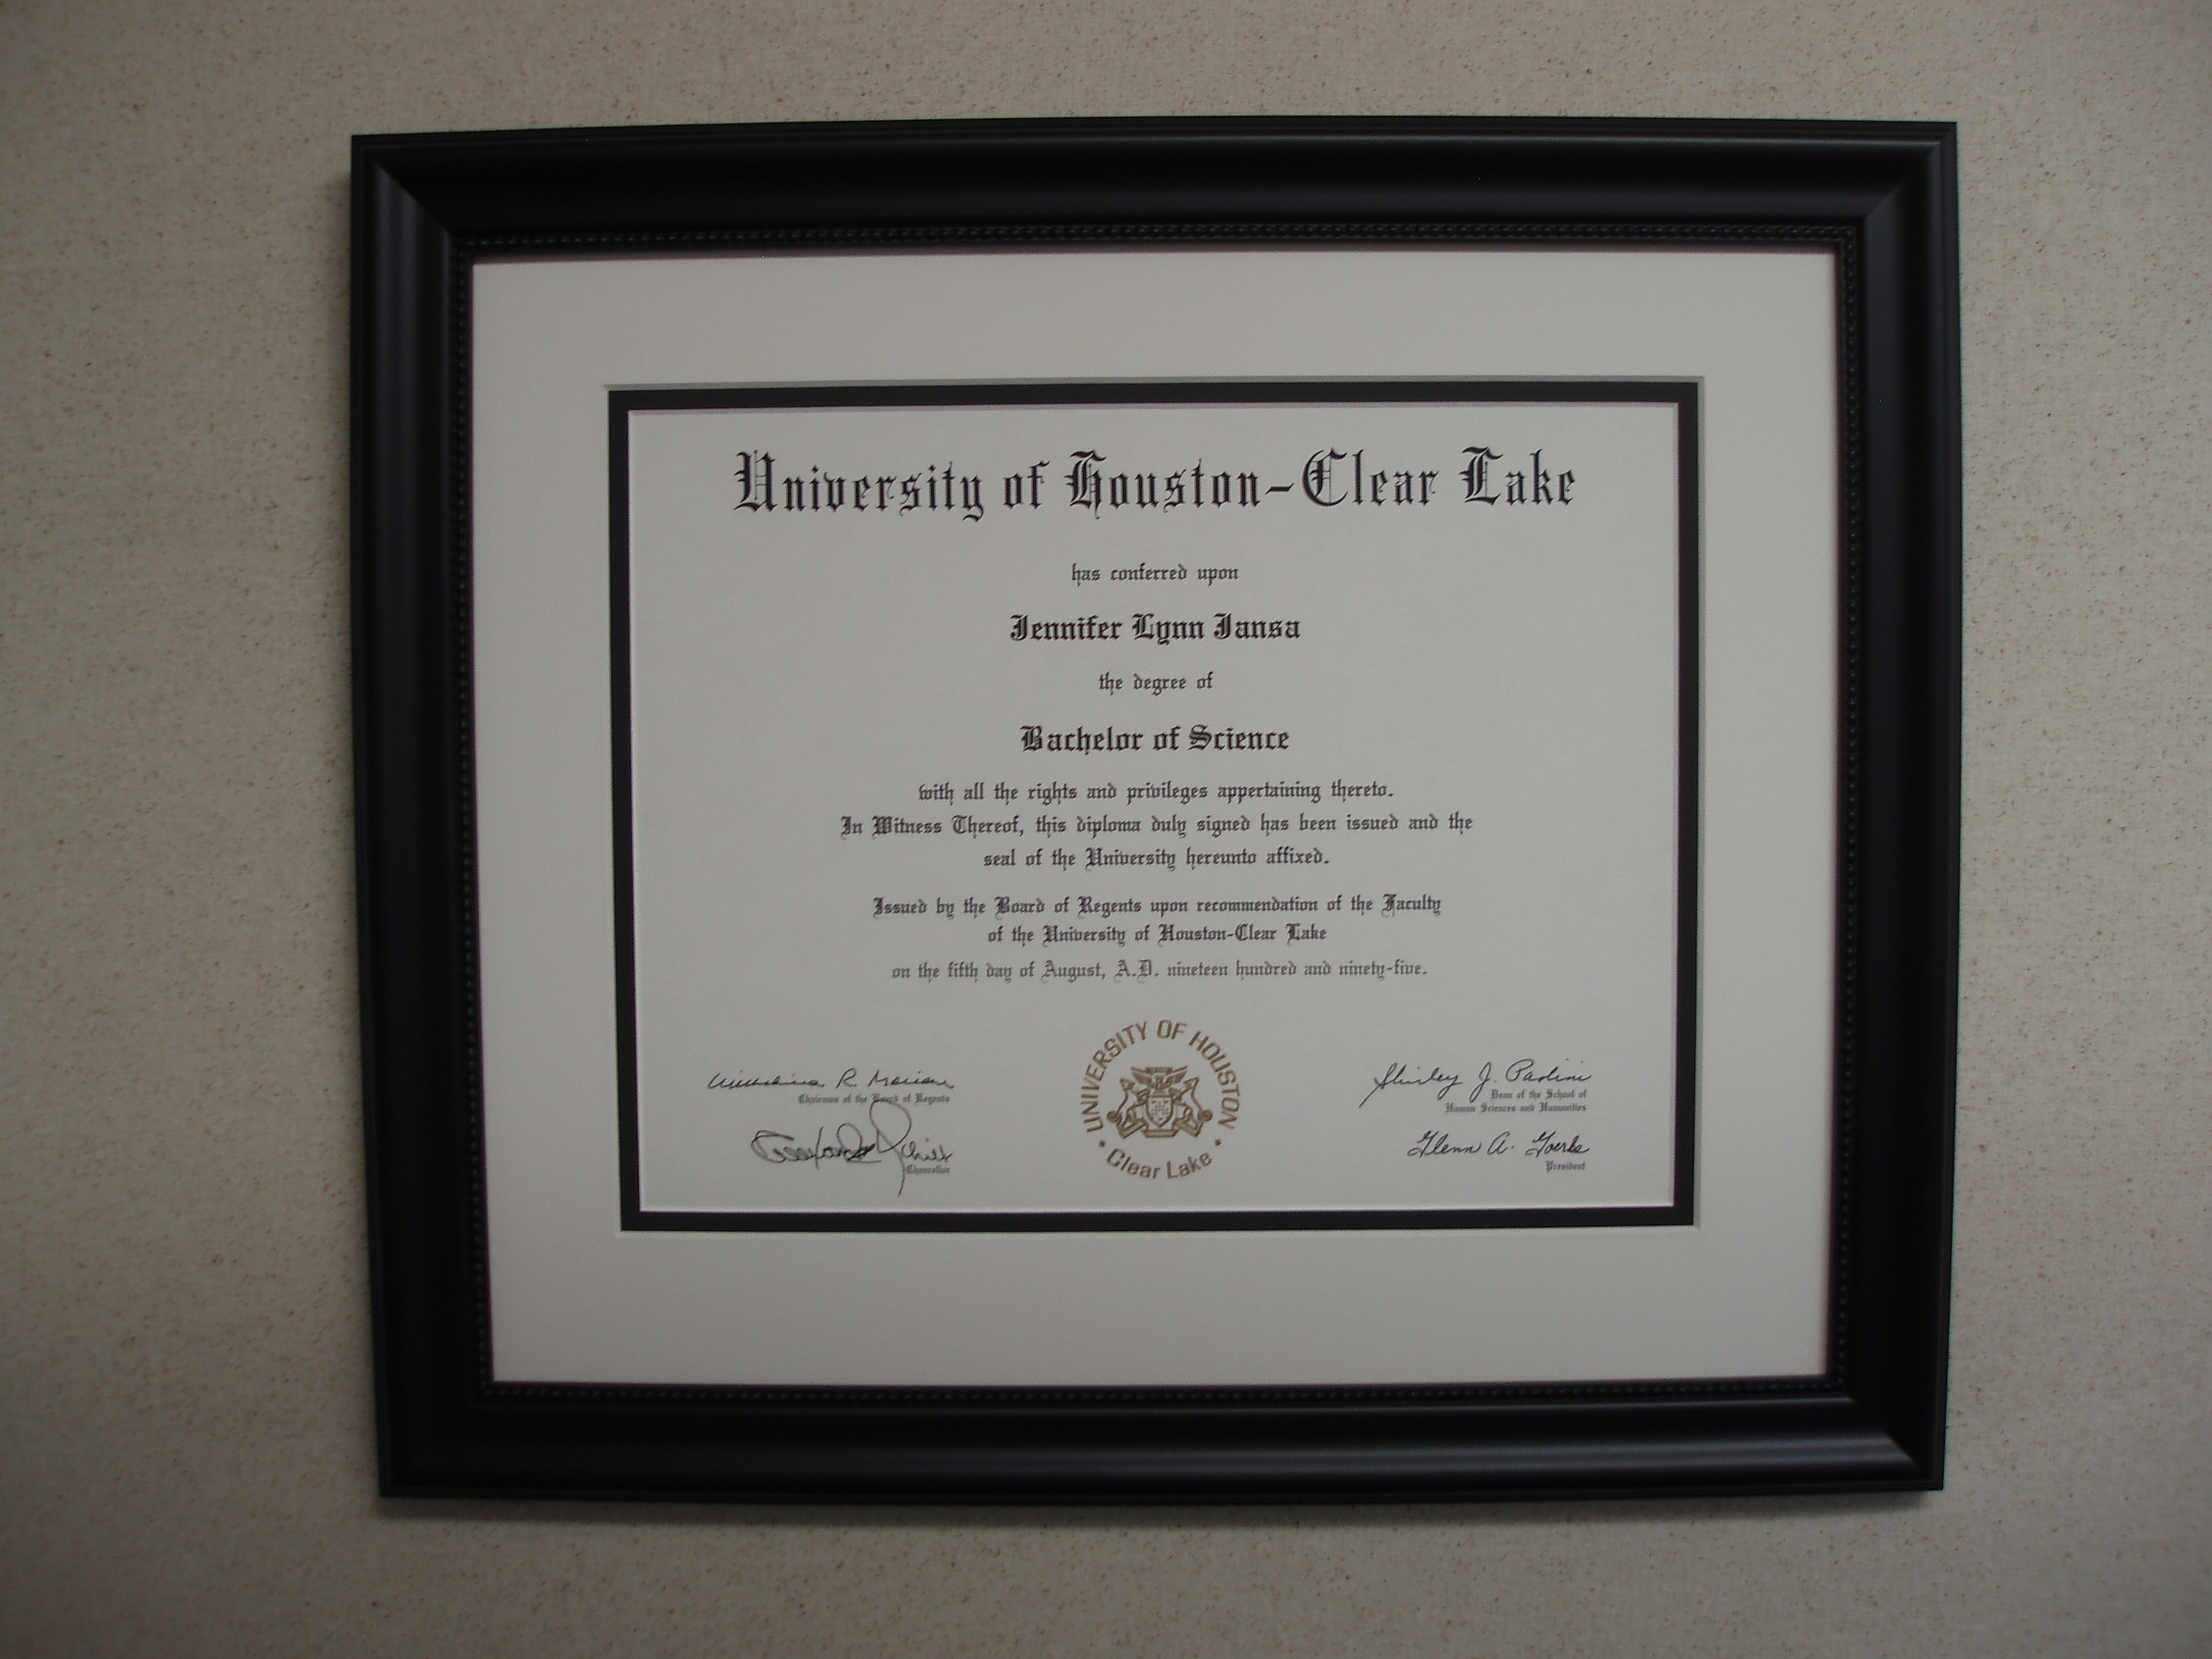 University of Houston-Clear Lake
has conferred upon
Jennifer Lynn Jansa
the degree of
Bachelor of Science
with all the rights and privileges appertaining thereto.
In Witness Thereof, this diploma duly signed has been issued and the
seal of the University hereunto affixed.
Issued by the Board of Regents upon recommendation of the Faculty
of the University of Houston-Clear Lake
on the fifth day of August, A.D. nineteen hundred and ninety-five.
R.
Chairman of the Board of Regents
Chancellor
UNIVERSITY OF HOUSTON
Clear Lake
Shirley J. Paolini
Dean of the School of
Human Sciences and Humanities
Glenn A. Goerke
President